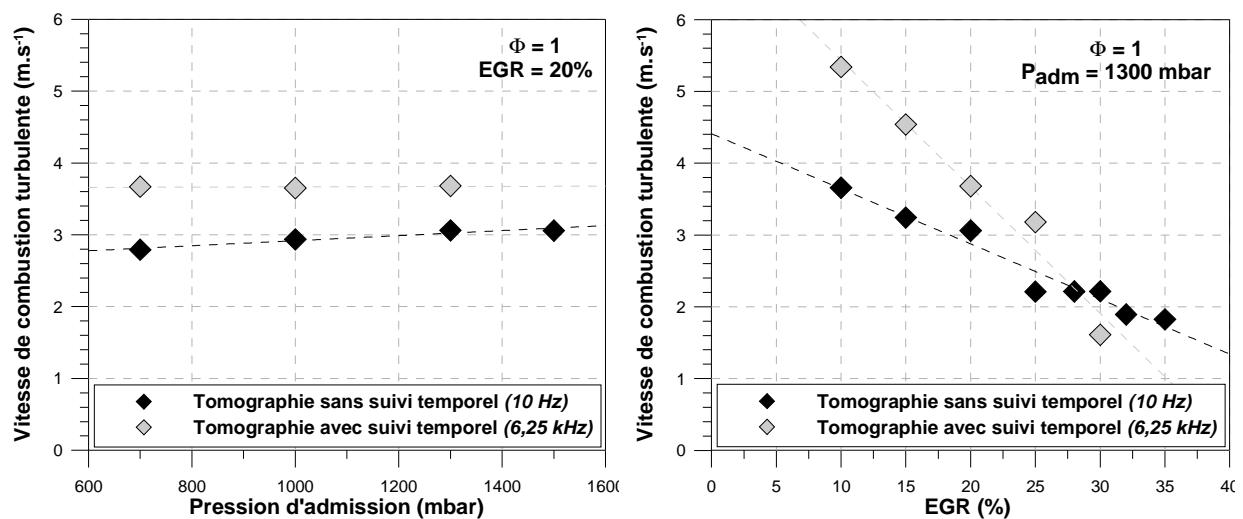 Vitesse de combustion turbulente (m.s-1)
6
5
4
3
2
1
0
Φ = 1
EGR = 20%
Tomographie sans suivi temporel (10 Hz)
Tomographie avec suivi temporel (6,25 kHz)
600 800 1000 1200 1400 1600
Pression d'admission (mbar)
Vitesse de combustion turbulente (m.s-1)
6
5
4
3
2
1
0
Φ = 1
Padm = 1300 mbar
Tomographie sans suivi temporel (10 Hz)
Tomographie avec suivi temporel (6,25 kHz)
0 5 10 15 20 25 30 35 40
EGR (%)